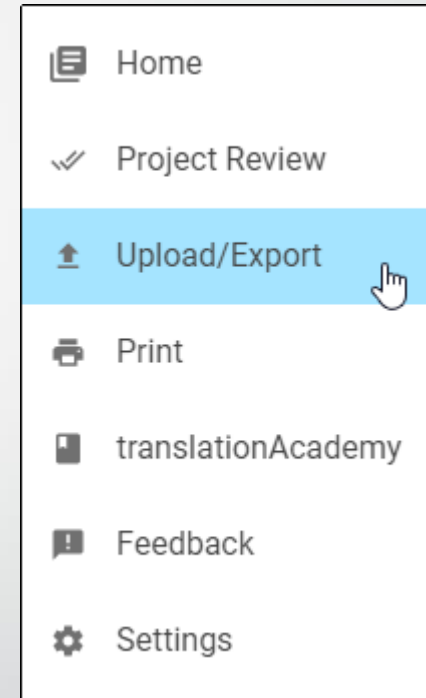 Home
Project Review
Upload/Export
Print
translationAcademy
Feedback
Settings